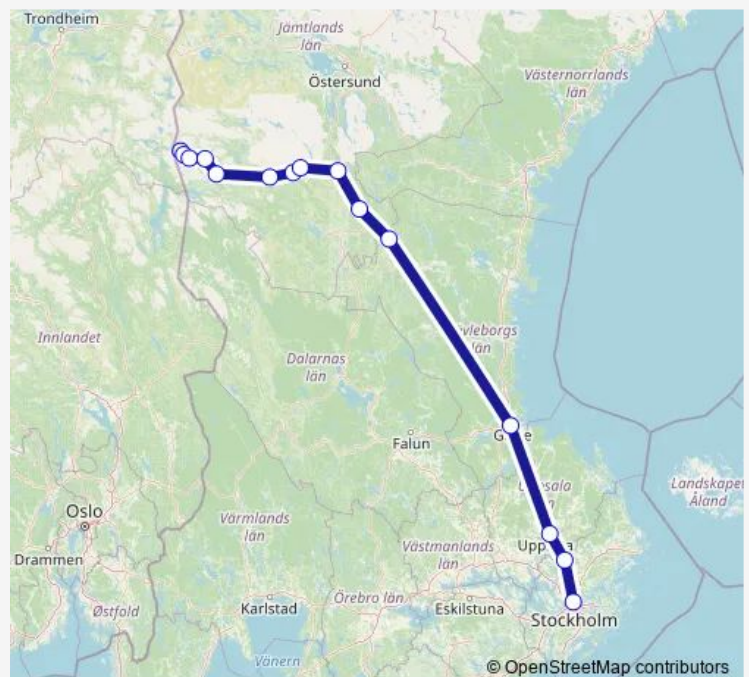 Trondheim
Jämtlands
län
Östersund
Västernorrlands
län
Innlandet
Dalarnas
län
län
Falun
Oslo
Värmlands
län
Västmanlands
län
Landskapet
Åland
Drammen
Østfold
Karlstad
Örebro län
Eskilstuna
Stockholm
Vänern
© OpenStreetMap contributors